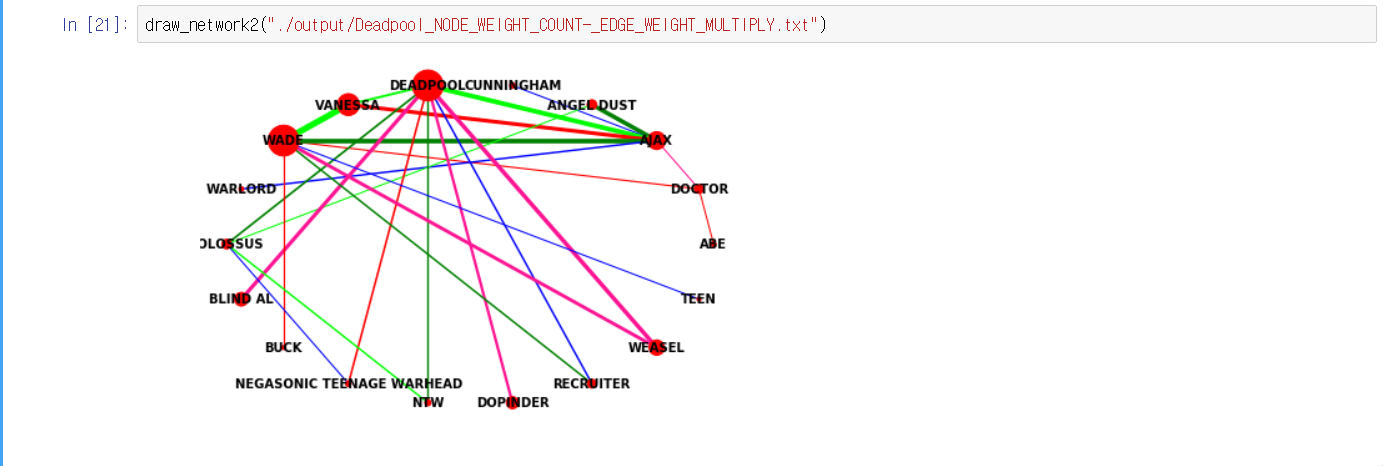 In [21]: draw_network2("./output/Deadpool_NODE_WEIGHT_COUNT-_EDGE_WEIGHT_MULTIPLY.txt")
DEADPOOL
CUNNINGHAM
VANESSA
ANGEL DUST
WADE
AJAX
WARLORD
DOCTOR
OLOSSUS
ABE
BLIND AL
TEEN
BUCK
WEASEL
NEGASONIC TEENAGE WARHEAD
RECRUITER
NTW
DOPINDER